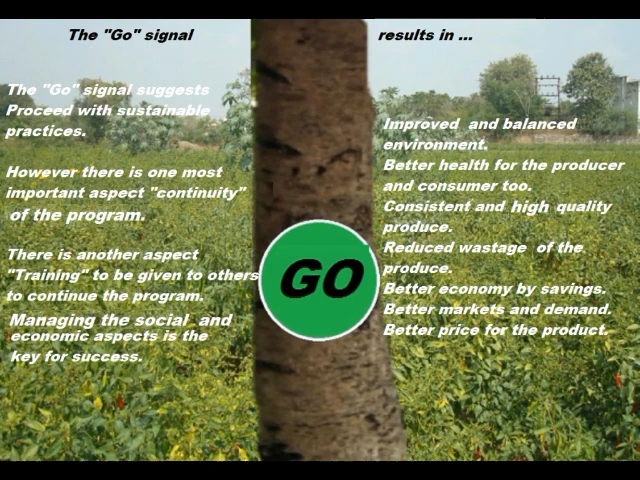 The "Go" signal
The "Go" signal suggests
Proceed with sustainable
practices.
However there is one most
important aspect "continuity"
of the program.
There is another aspect
"Training" to be given to others
to continue the program.
Managing the social and
economic aspects is the
key for success.
GO
results in ...
Improved and balanced
environment.
Better health for the producer
and consumer too.
Consistent and high quality
produce.
Reduced wastage of the
produce.
Better economy by savings.
Better markets and demand.
Better price for the product.